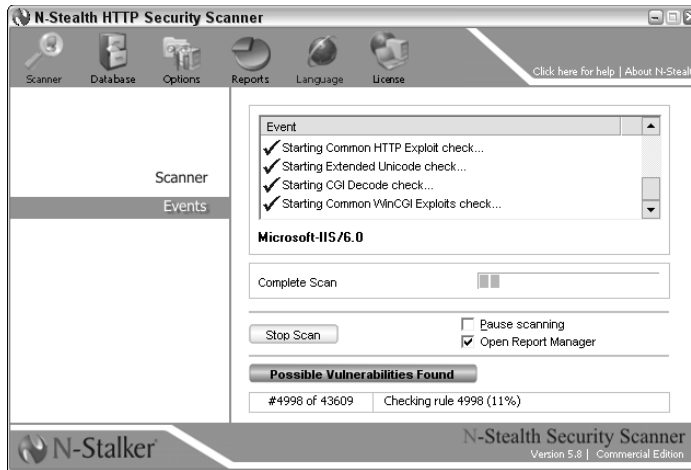 N-Stealth HTTP Security Scanner
Scanner Database Options Reports Language License
Click here for help | About N-Steal
Event
Starting Common HTTP Exploit check...
Starting Extended Unicode check...
Starting CGI Decode check...
Starting Common WinCGI Exploits check...
Scanner
Events
Microsoft-IIS/6.0
Complete Scan
Stop Scan
Pause scanning
Open Report Manager
Possible Vulnerabilities Found
#4998 of 43609 Checking rule 4998 (11%)
N-Stalker
N-Stealth Security Scanner
Version 5.8 | Commercial Edition